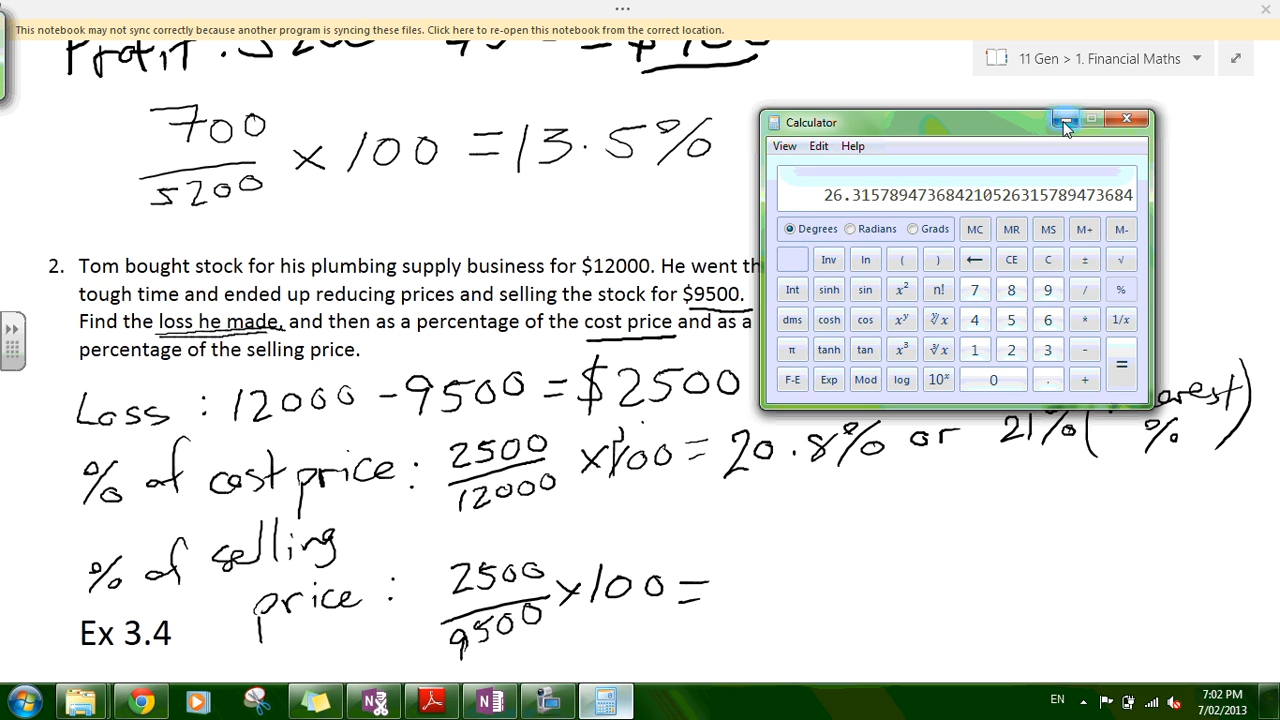 ...
This notebook may not sync correctly because another program is syncing these files. Click here to re-open this notebook from the correct location.
Profit : 5200 = $700
11 Gen > 1. Financial Maths
700
5200
x 100 = 13.5%
Calculator
View Edit Help
26.315789473684210526315789473684
Degrees Radians Grads MC MR MS M+ M-
Inv ln ( ) ← CE C ± √
Int sinh sin x² n! 7 8 9 / %
dms cosh cos xʸ ʸ√x 4 5 6 * 1/x
π tanh tan x³ ³√x 1 2 3 - =
F-E Exp Mod log 10ˣ 0 . +
2. Tom bought stock for his plumbing supply business for $12000. He went th
tough time and ended up reducing prices and selling the stock for $9500.
Find the loss he made, and then as a percentage of the cost price and as a
percentage of the selling price.
Loss : 12000 - 9500 = $2500
% of cost price : 2500
12000
x 100 = 20.8% or 21% ( %)
% of selling
price : 2500
9500
x 100 =
Ex 3.4
EN
7:02 PM
7/02/2013